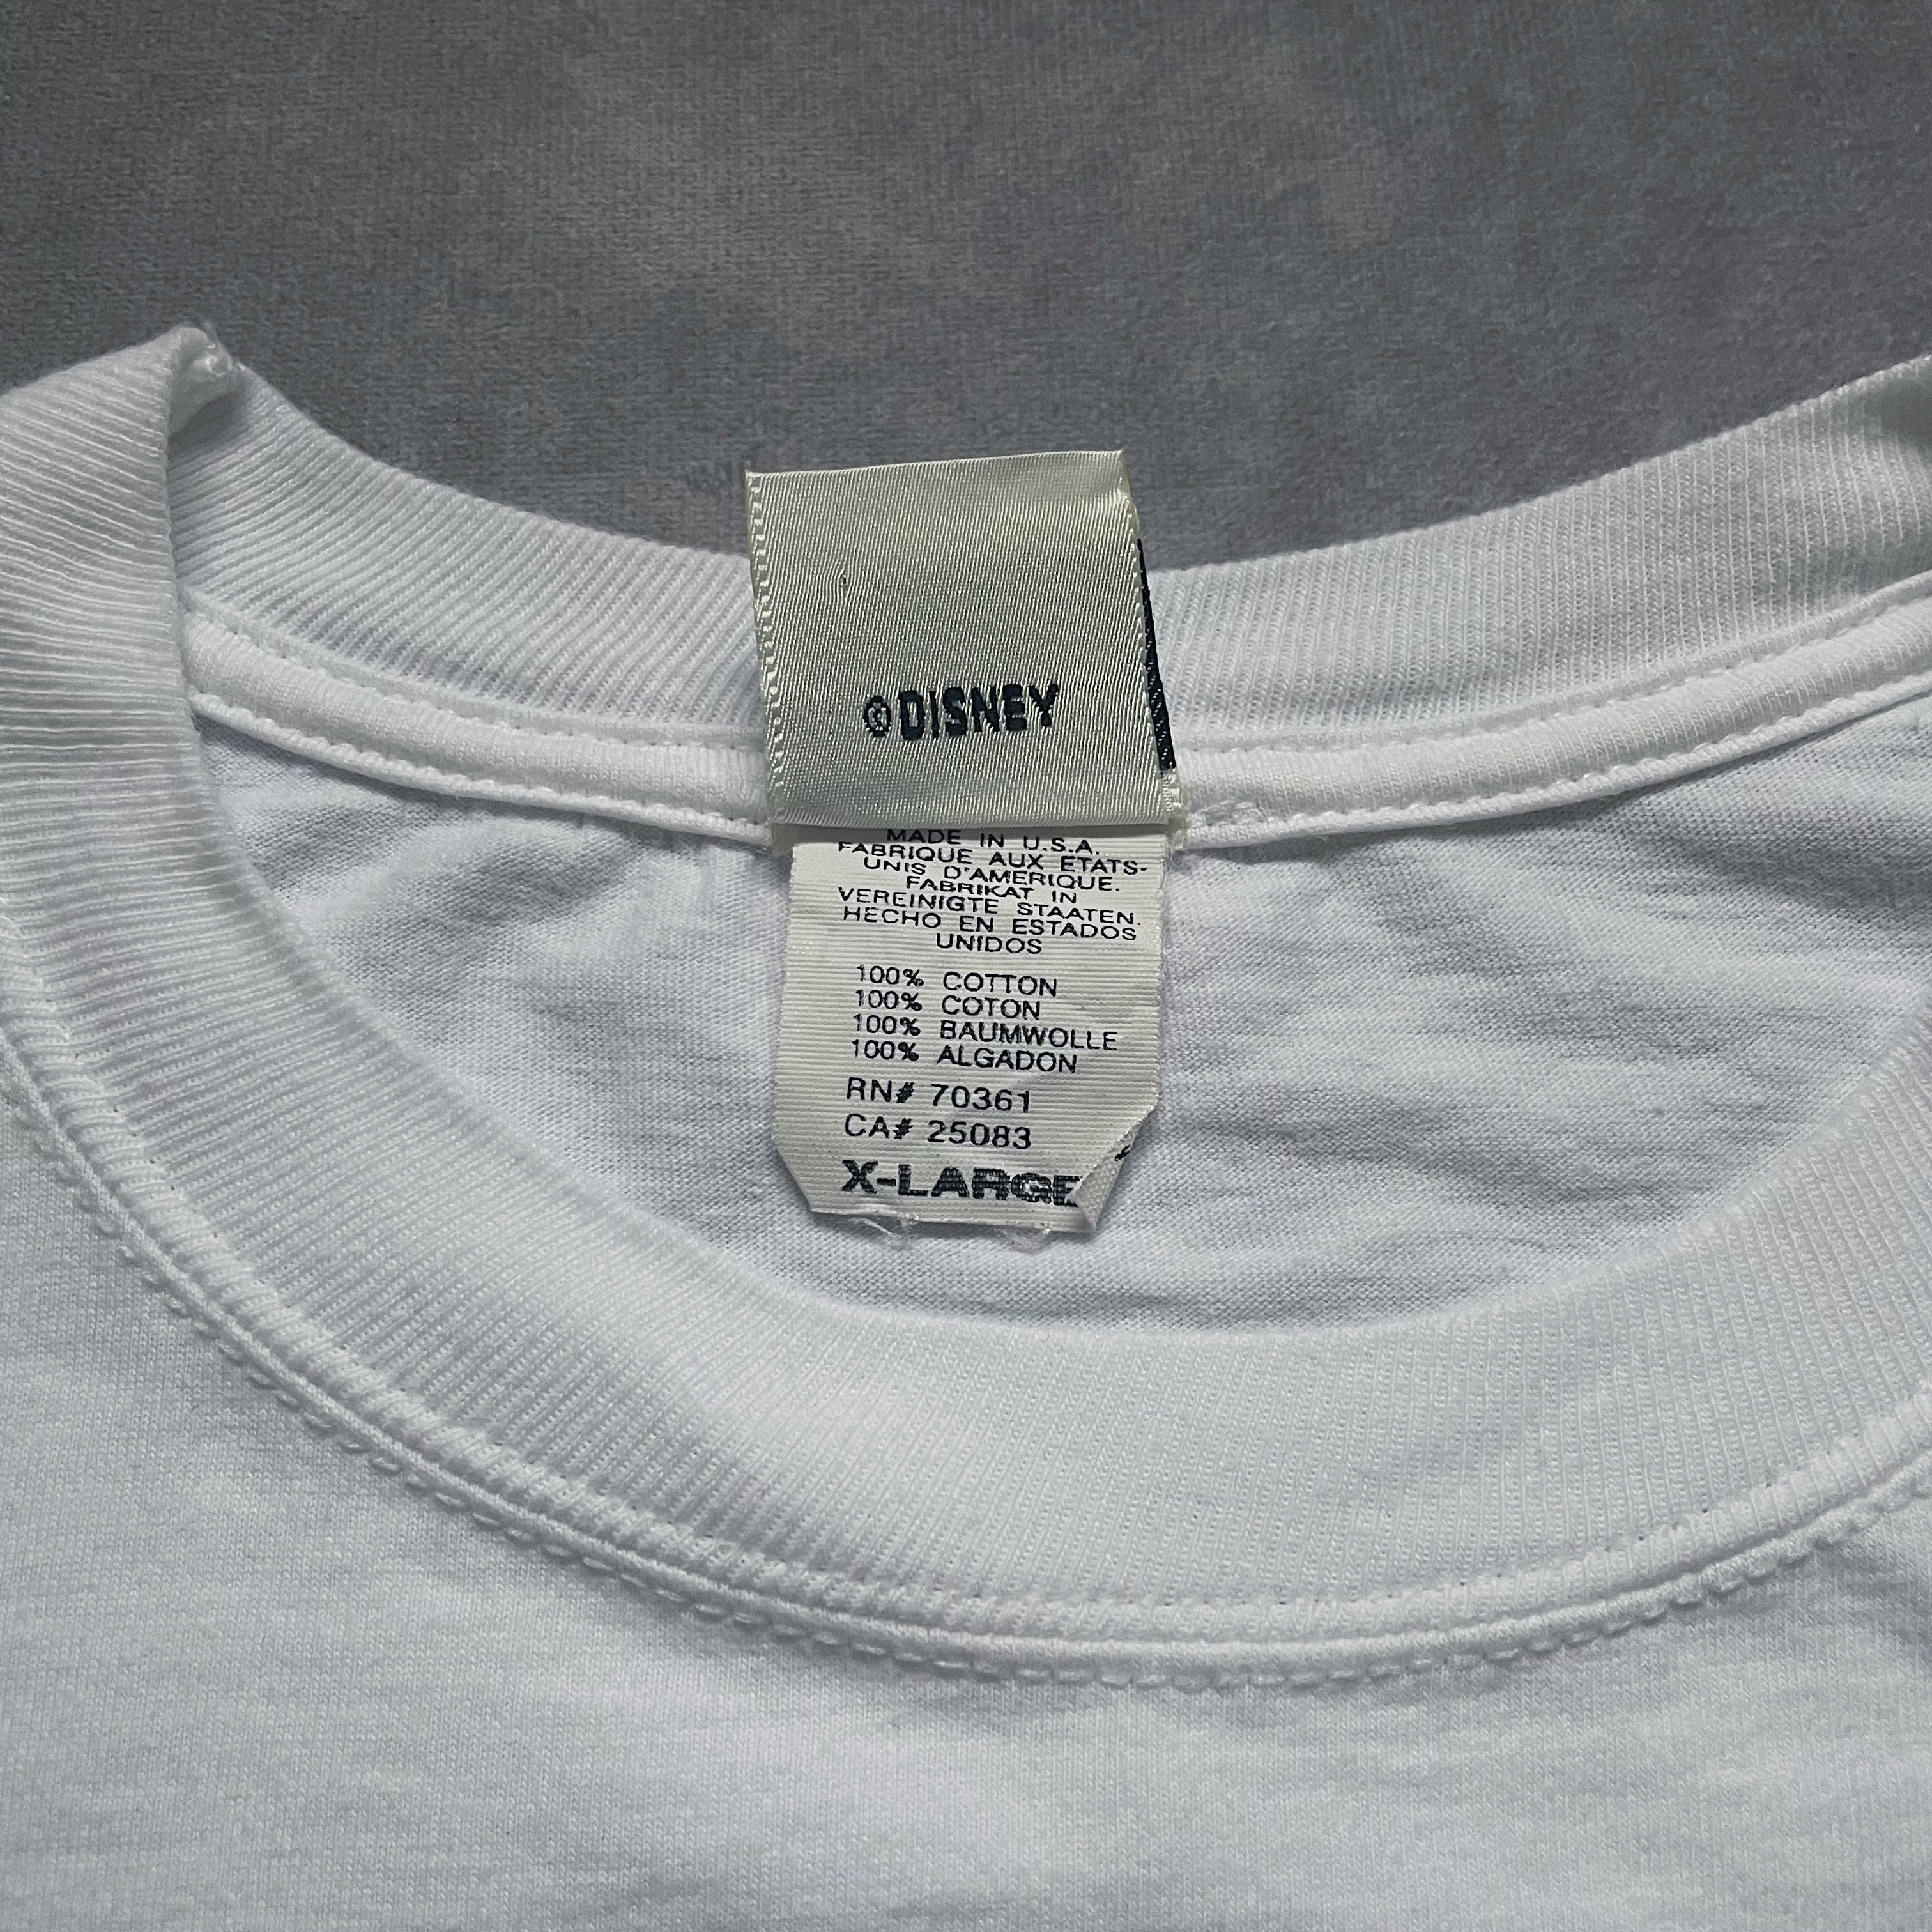 ©DISNEY
MADE IN U.S.A.
FABRIQUE AUX ETATS-
UNIS D'AMERIQUE.
FABRIKAT IN
VEREINIGTE STAATEN.
HECHO EN ESTADOS
UNIDOS
100% COTTON
100% COTON
100% BAUMWOLLE
100% ALGADON
RN# 70361
CA# 25083
X-LARGE